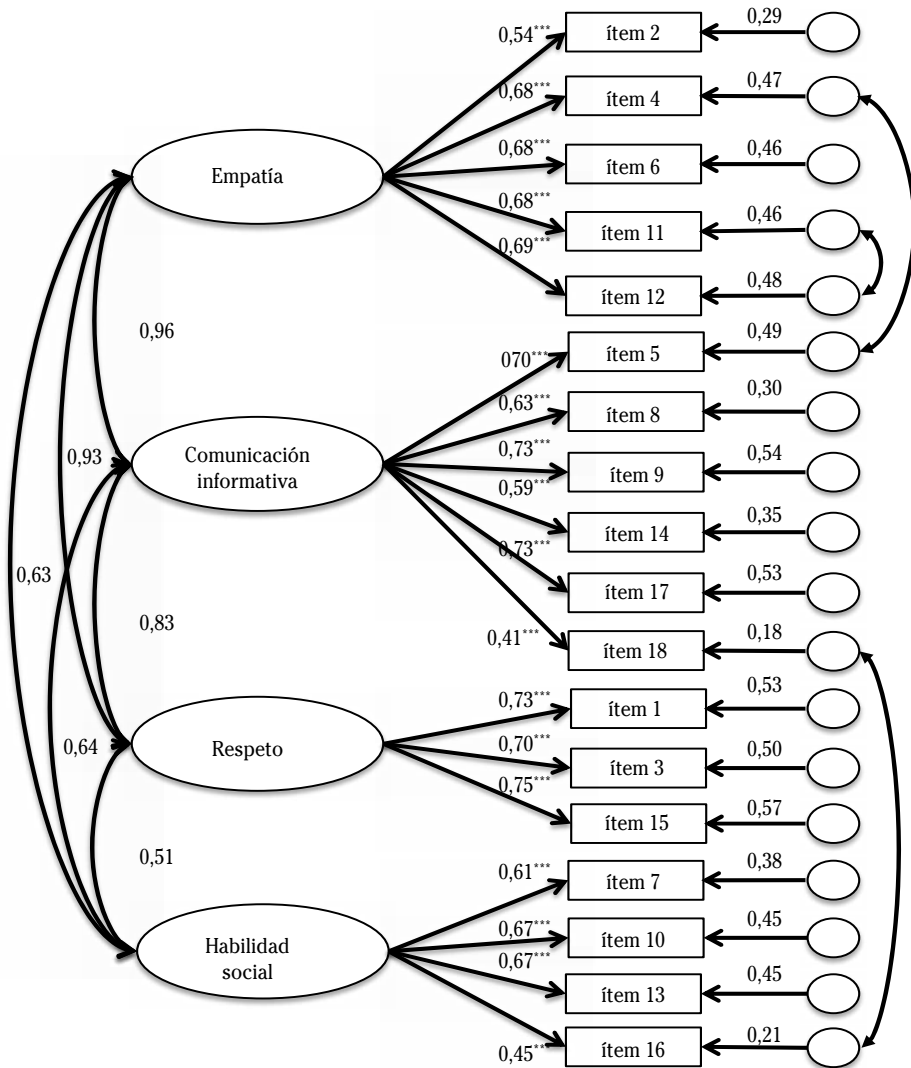 0,54*** ítem 2 0,29
0,68*** ítem 4 0,47
0,68*** ítem 6 0,46
Empatía
0,68*** ítem 11 0,46
0,69*** ítem 12 0,48
0,96
070*** ítem 5 0,49
0,63*** ítem 8 0,30
Comunicación
informativa
0,93
0,73*** ítem 9 0,54
0,59*** ítem 14 0,35
0,73*** ítem 17 0,53
0,63
0,83
0,41*** ítem 18 0,18
0,73*** ítem 1 0,53
Respeto
0,64
0,70*** ítem 3 0,50
0,75*** ítem 15 0,57
0,51
0,61*** ítem 7 0,38
0,67*** ítem 10 0,45
Habilidad
social
0,67*** ítem 13 0,45
0,45*** ítem 16 0,21